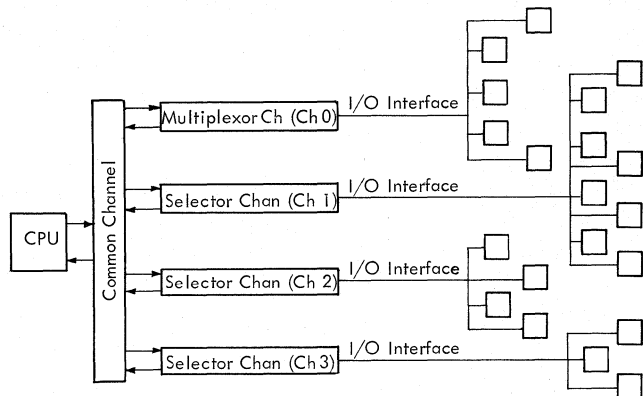 CPU
Common Channel
Multiplexor Ch (Ch 0)
I/O Interface
Selector Chan (Ch 1)
I/O Interface
Selector Chan (Ch 2)
I/O Interface
Selector Chan (Ch 3)
I/O Interface